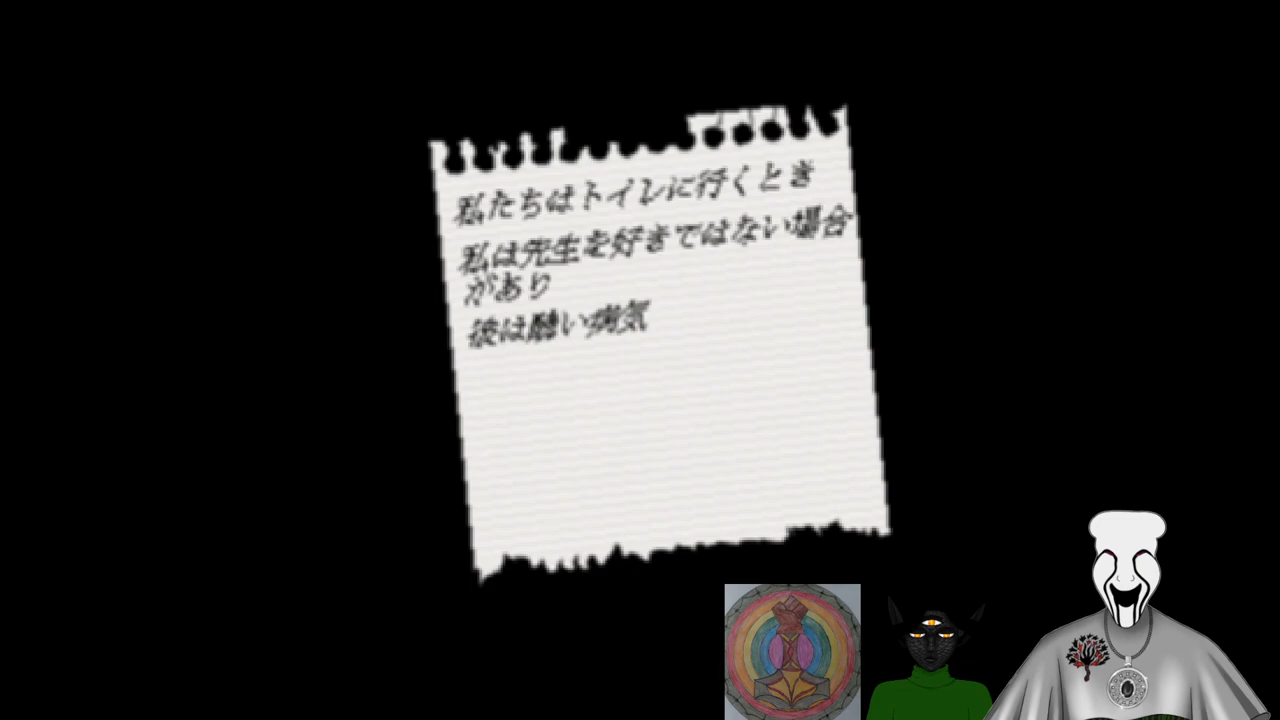 私たちはトイレに行くとき
私は先生を好きではない場合
があり
彼は願い病気